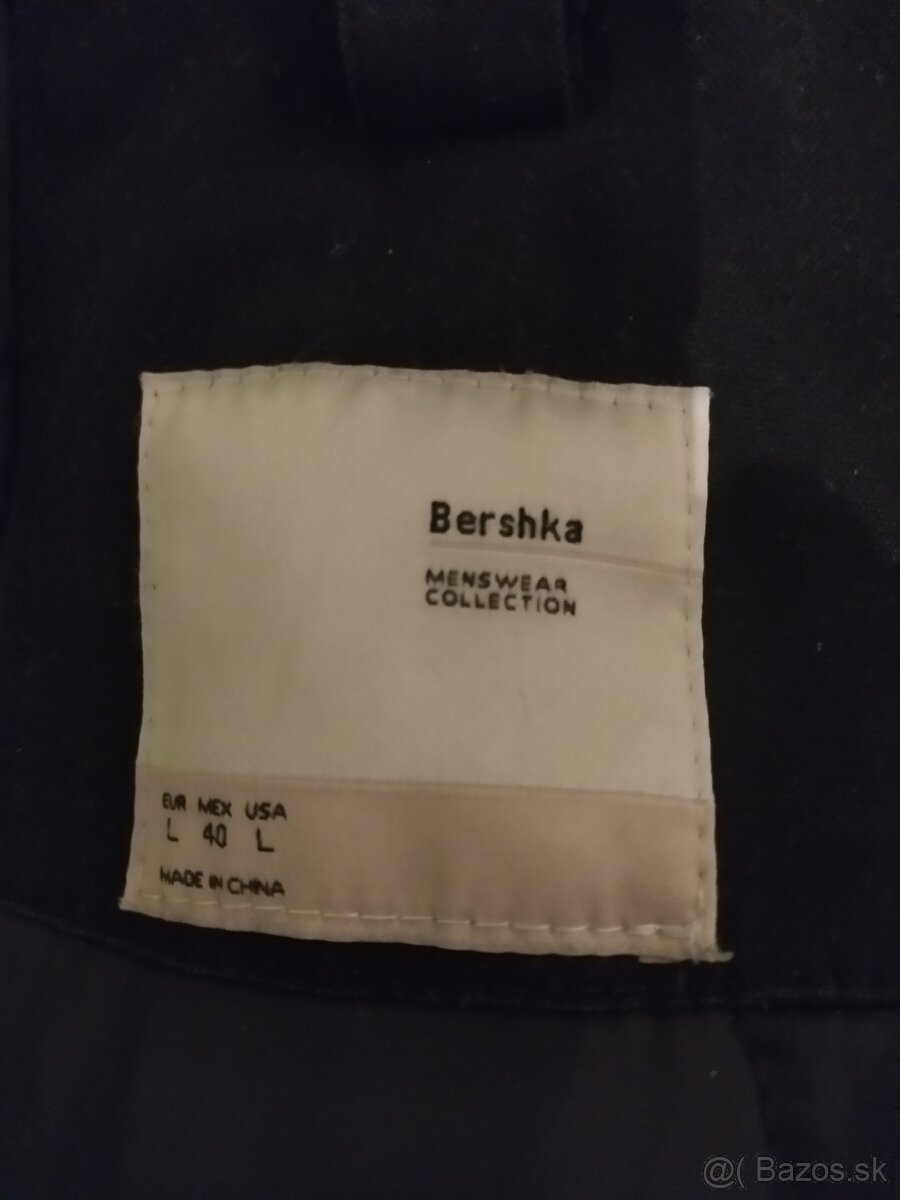 Bershka
MENSWEAR
COLLECTION
EUR MEX USA
L 40 L
MADE IN CHINA
@( Bazos.sk